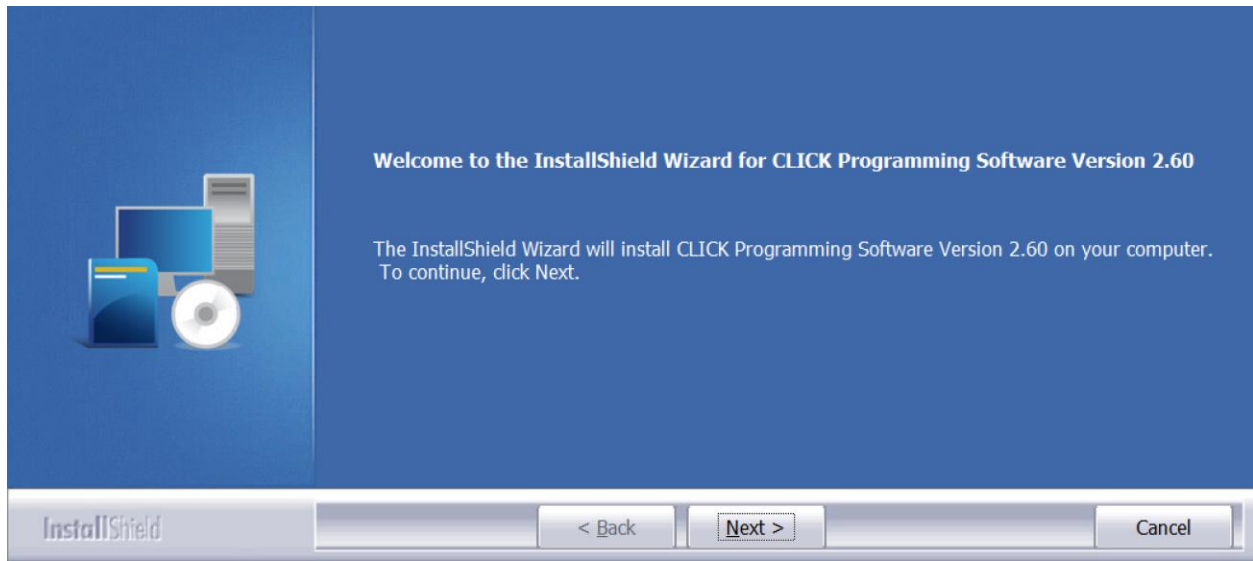 Welcome to the InstallShield Wizard for CLICK Programming Software Version 2.60
The InstallShield Wizard will install CLICK Programming Software Version 2.60 on your computer.
To continue, click Next.
InstallShield
< Back
Next >
Cancel